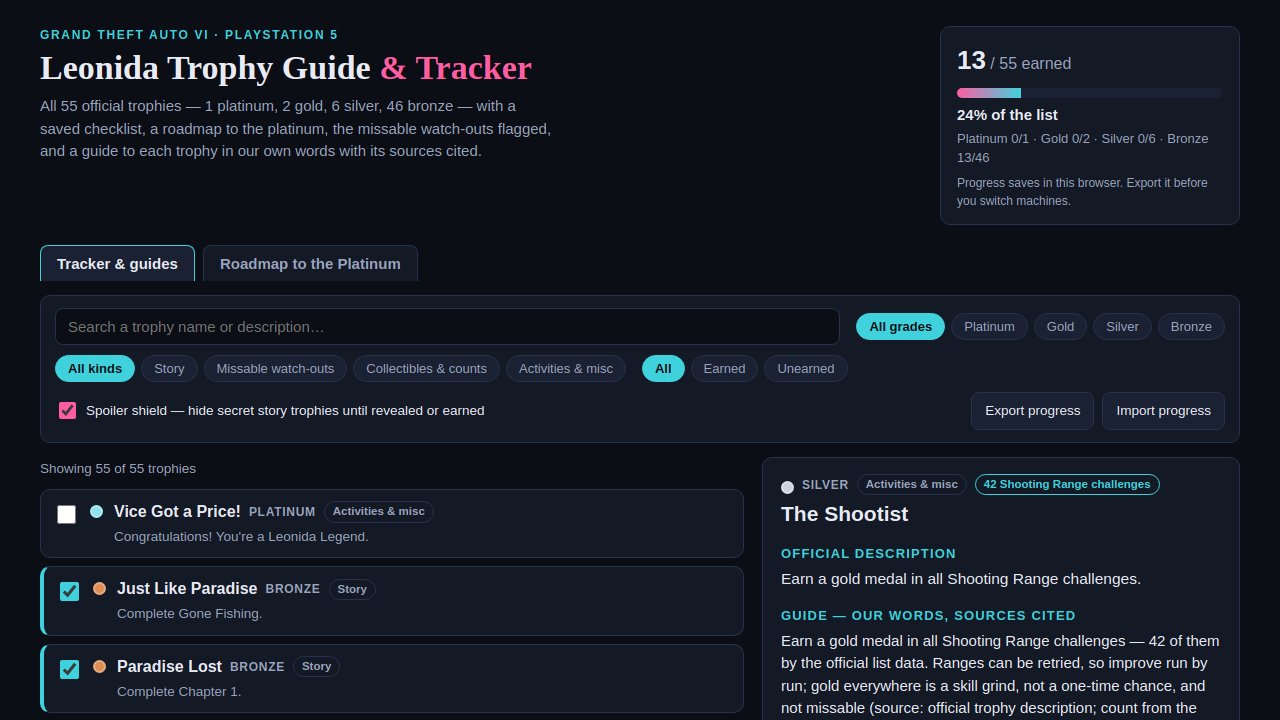 GRAND THEFT AUTO VI · PLAYSTATION 5
Leonida Trophy Guide & Tracker
All 55 official trophies — 1 platinum, 2 gold, 6 silver, 46 bronze — with a
saved checklist, a roadmap to the platinum, the missable watch-outs flagged,
and a guide to each trophy in our own words with its sources cited.
13 / 55 earned
24% of the list
Platinum 0/1 · Gold 0/2 · Silver 0/6 · Bronze
13/46
Progress saves in this browser. Export it before
you switch machines.
Tracker & guides
Roadmap to the Platinum
Search a trophy name or description…
All grades
Platinum
Gold
Silver
Bronze
All kinds
Story
Missable watch-outs
Collectibles & counts
Activities & misc
All
Earned
Unearned
Spoiler shield — hide secret story trophies until revealed or earned
Export progress
Import progress
Showing 55 of 55 trophies
Vice Got a Price! PLATINUM Activities & misc
Congratulations! You're a Leonida Legend.
Just Like Paradise BRONZE Story
Complete Gone Fishing.
Paradise Lost BRONZE Story
Complete Chapter 1.
SILVER Activities & misc 42 Shooting Range challenges
The Shootist
OFFICIAL DESCRIPTION
Earn a gold medal in all Shooting Range challenges.
GUIDE — OUR WORDS, SOURCES CITED
Earn a gold medal in all Shooting Range challenges — 42 of them
by the official list data. Ranges can be retried, so improve run by
run; gold everywhere is a skill grind, not a one-time chance, and
not missable (source: official trophy description; count from the